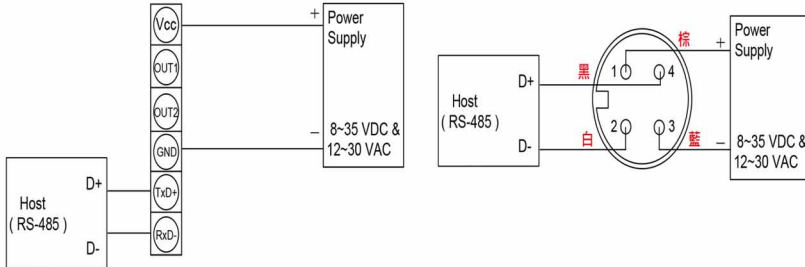 Vcc
OUT1
OUT2
GND
TxD+
RxD-
+
Power
Supply
−
8~35 VDC &
12~30 VAC
Host
( RS-485 )
D+
D-
Host
( RS-485 )
D+
D-
黑
白
1
4
2
3
棕
藍
+
Power
Supply
−
8~35 VDC &
12~30 VAC